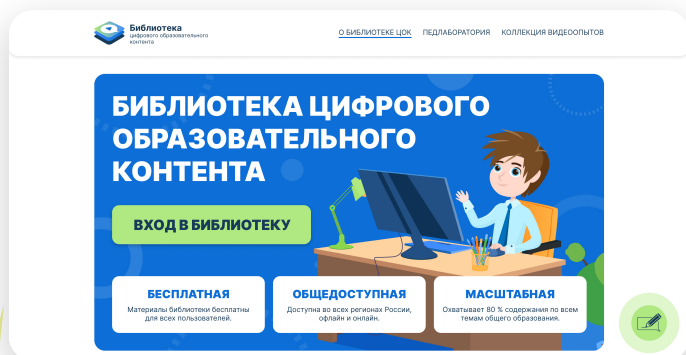 Библиотека
цифрового образовательного
контента
О БИБЛИОТЕКЕ ЦОК
ПЕДЛАБОРАТОРИЯ
КОЛЛЕКЦИЯ ВИДЕООПЫТОВ
БИБЛИОТЕКА ЦИФРОВОГО
ОБРАЗОВАТЕЛЬНОГО
КОНТЕНТА
ВХОД В БИБЛИОТЕКУ
БЕСПЛАТНАЯ
Материалы библиотеки бесплатны
для всех пользователей.
ОБЩЕДОСТУПНАЯ
Доступна во всех регионах России,
офлайн и онлайн.
МАСШТАБНАЯ
Охватывает 80 % содержания по всем
темам общего образования.